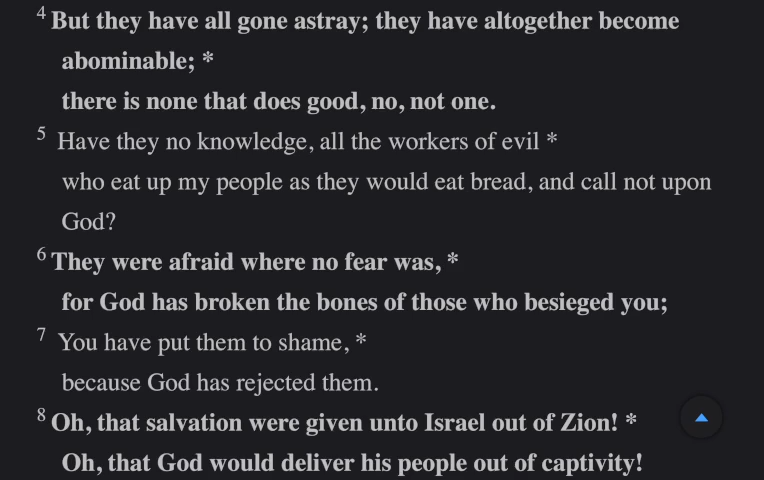 4 But they have all gone astray; they have altogether become
abominable; *
there is none that does good, no, not one.
5 Have they no knowledge, all the workers of evil *
who eat up my people as they would eat bread, and call not upon
God?
6 They were afraid where no fear was, *
for God has broken the bones of those who besieged you;
7 You have put them to shame, *
because God has rejected them.
8 Oh, that salvation were given unto Israel out of Zion! *
Oh, that God would deliver his people out of captivity!